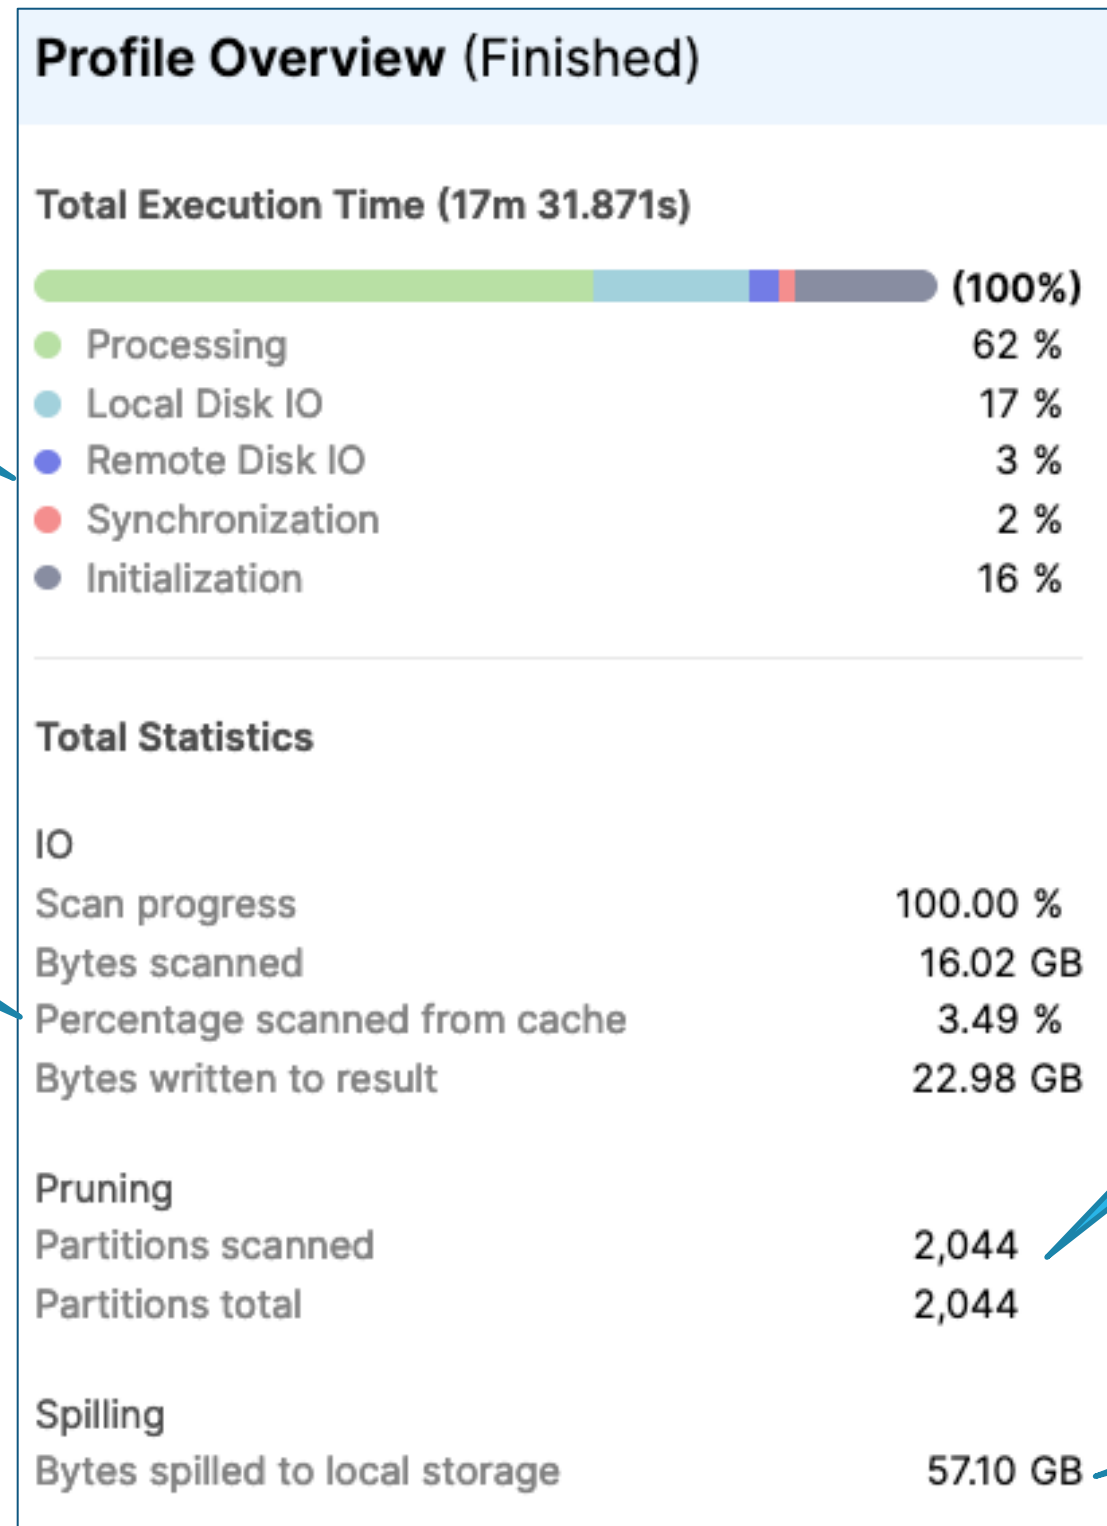 Profile Overview (Finished)
Total Execution Time (17m 31.871s)
(100%)
Processing 62 %
Local Disk IO 17 %
Remote Disk IO 3 %
Synchronization 2 %
Initialization 16 %
Total Statistics
IO
Scan progress 100.00 %
Bytes scanned 16.02 GB
Percentage scanned from cache 3.49 %
Bytes written to result 22.98 GB
Pruning
Partitions scanned 2,044
Partitions total 2,044
Spilling
Bytes spilled to local storage 57.10 GB